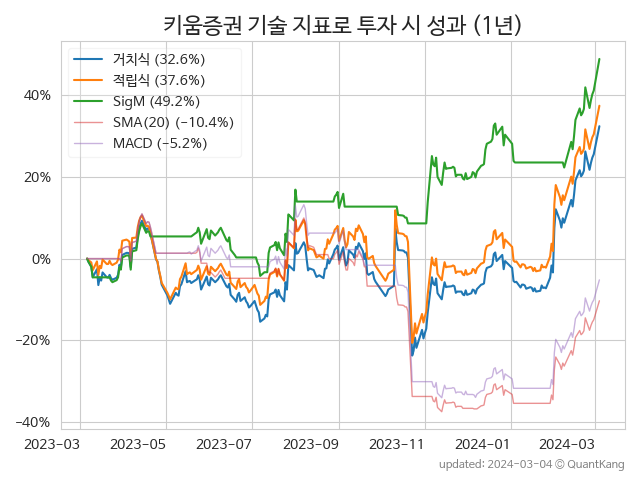 키움증권 기술 지표로 투자 시 성과 (1년)
거치식 (32.6%)
적립식 (37.6%)
SigM (49.2%)
SMA(20) (−10.4%)
MACD (−5.2%)
40%
20%
0%
−20%
−40%
2023−03 2023−05 2023−07 2023−09 2023−11 2024−01 2024−03
updated: 2024−03−04 © QuantKang